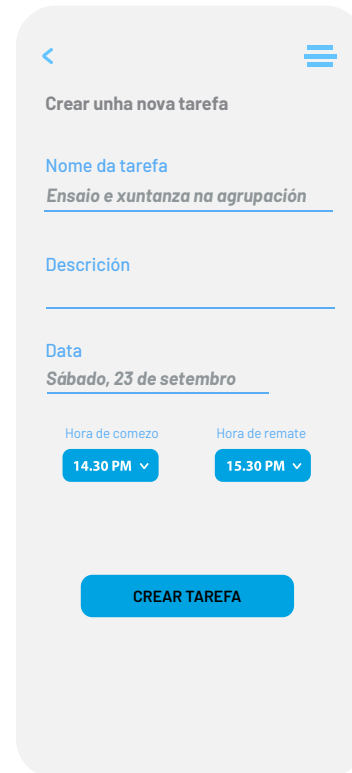 Crear unha nova tarefa
Nome da tarefa
Ensaio e xuntanza na agrupación
Descrición
Data
Sábado, 23 de setembro
Hora de comezo
Hora de remate
14.30 PM
15.30 PM
CREAR TAREFA